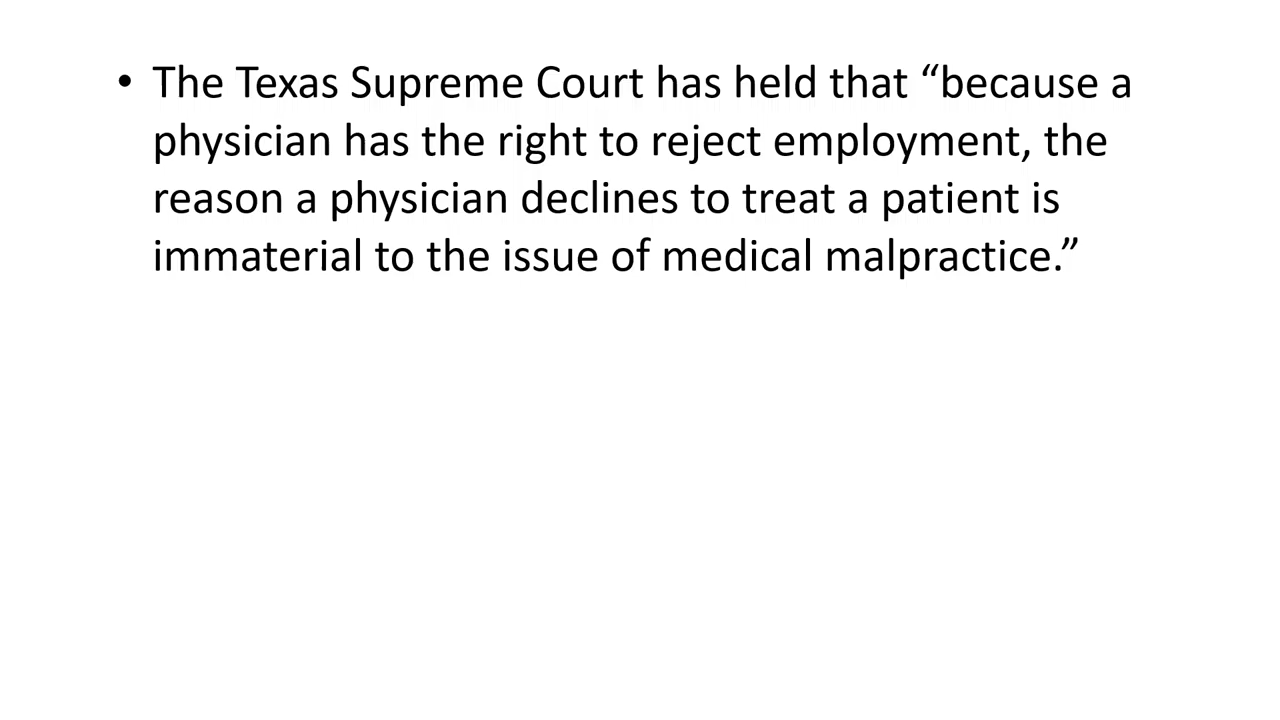 • The Texas Supreme Court has held that “because a
physician has the right to reject employment, the
reason a physician declines to treat a patient is
immaterial to the issue of medical malpractice.”